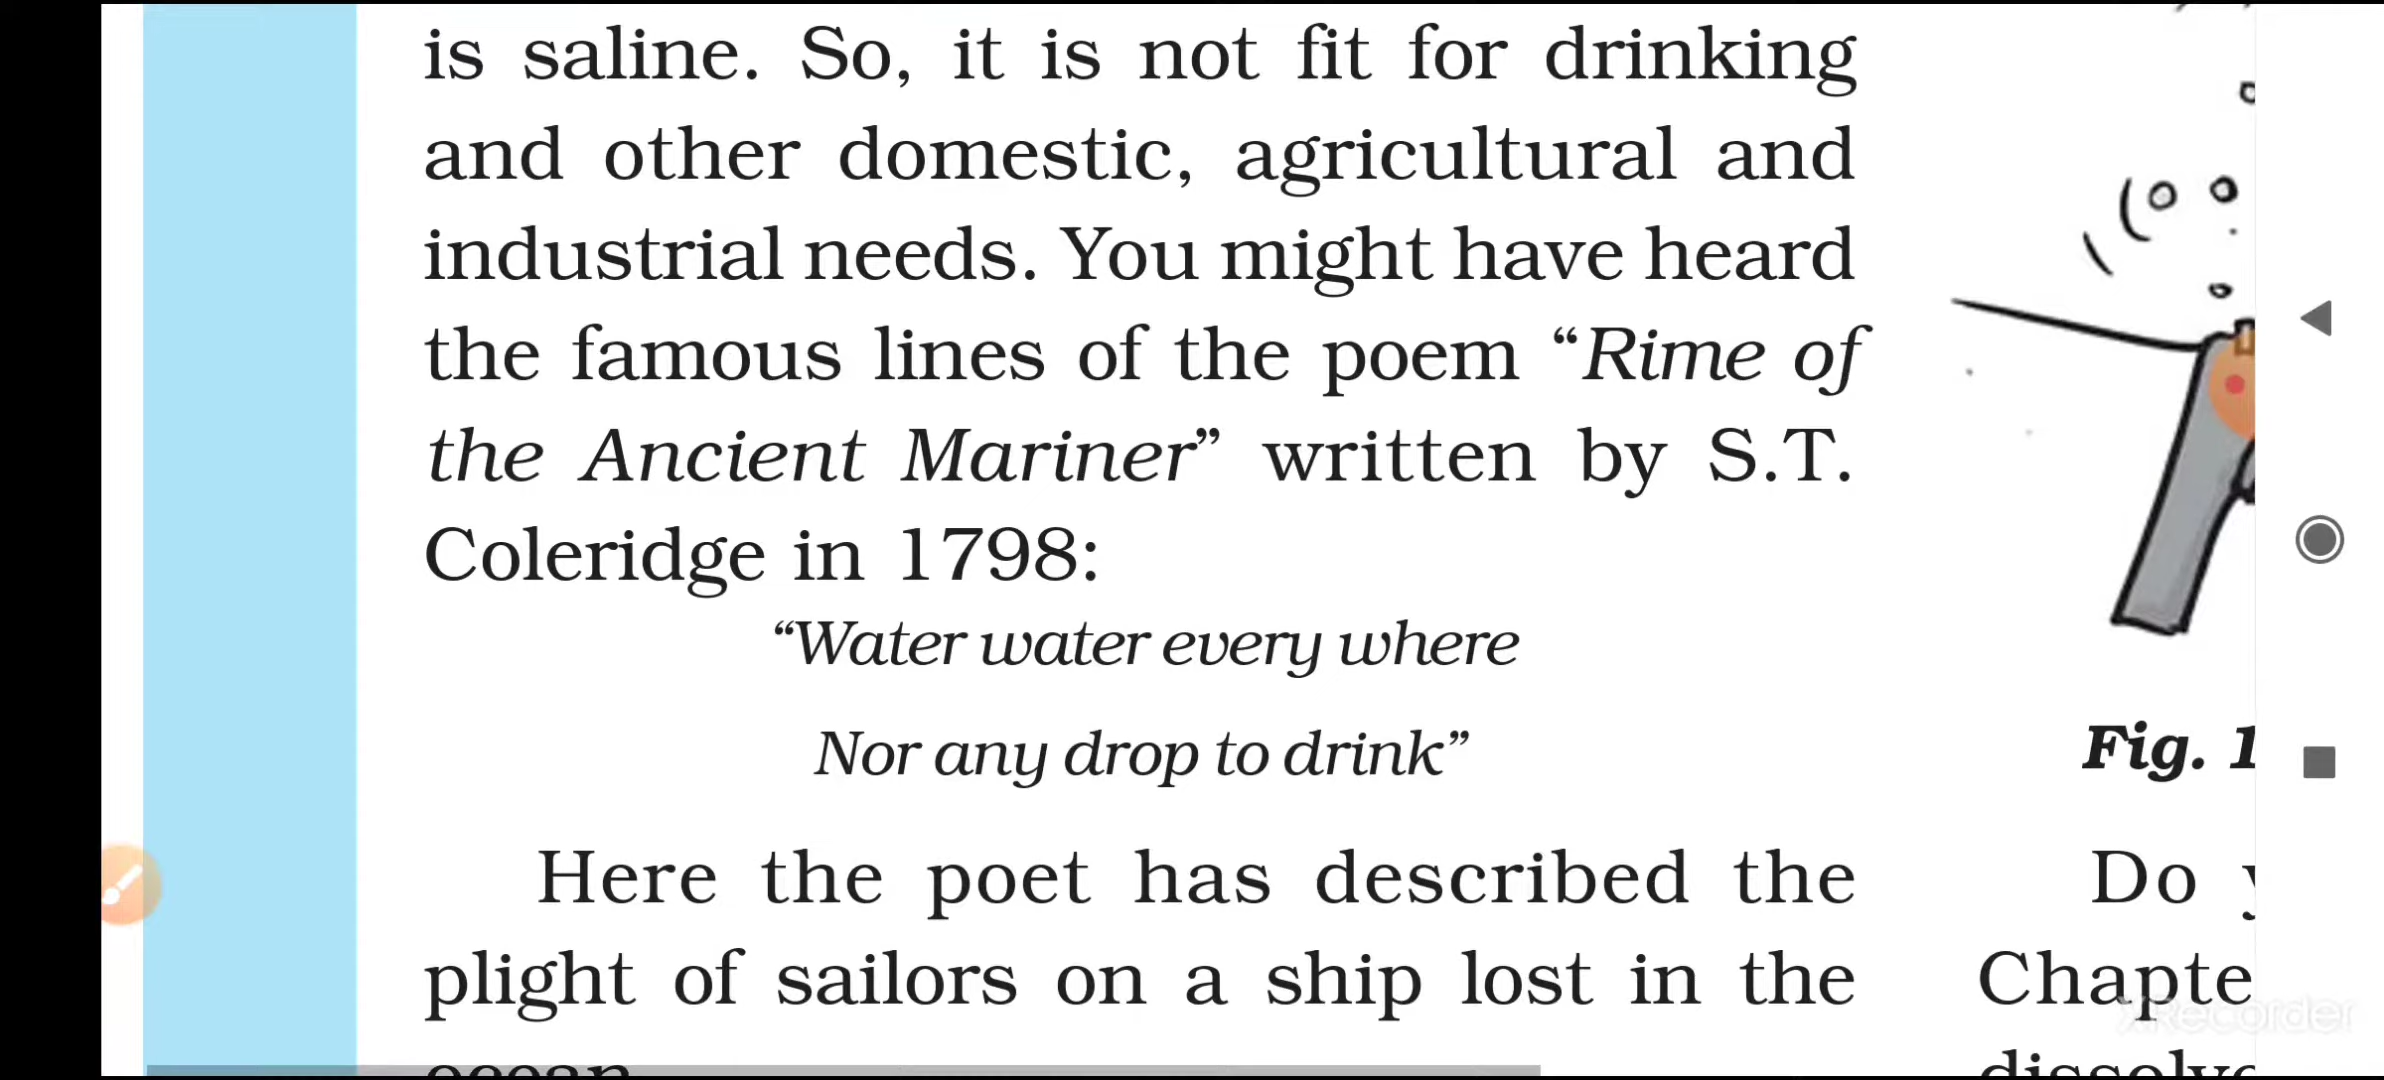 is saline. So, it is not fit for drinking
and other domestic, agricultural and
industrial needs. You might have heard
the famous lines of the poem “Rime of
the Ancient Mariner” written by S.T.
Coleridge in 1798:
“Water water every where
Nor any drop to drink”
Here the poet has described the
plight of sailors on a ship lost in the
ocean
Fig. 1
Do
Chapte
dissolve
XRecorder